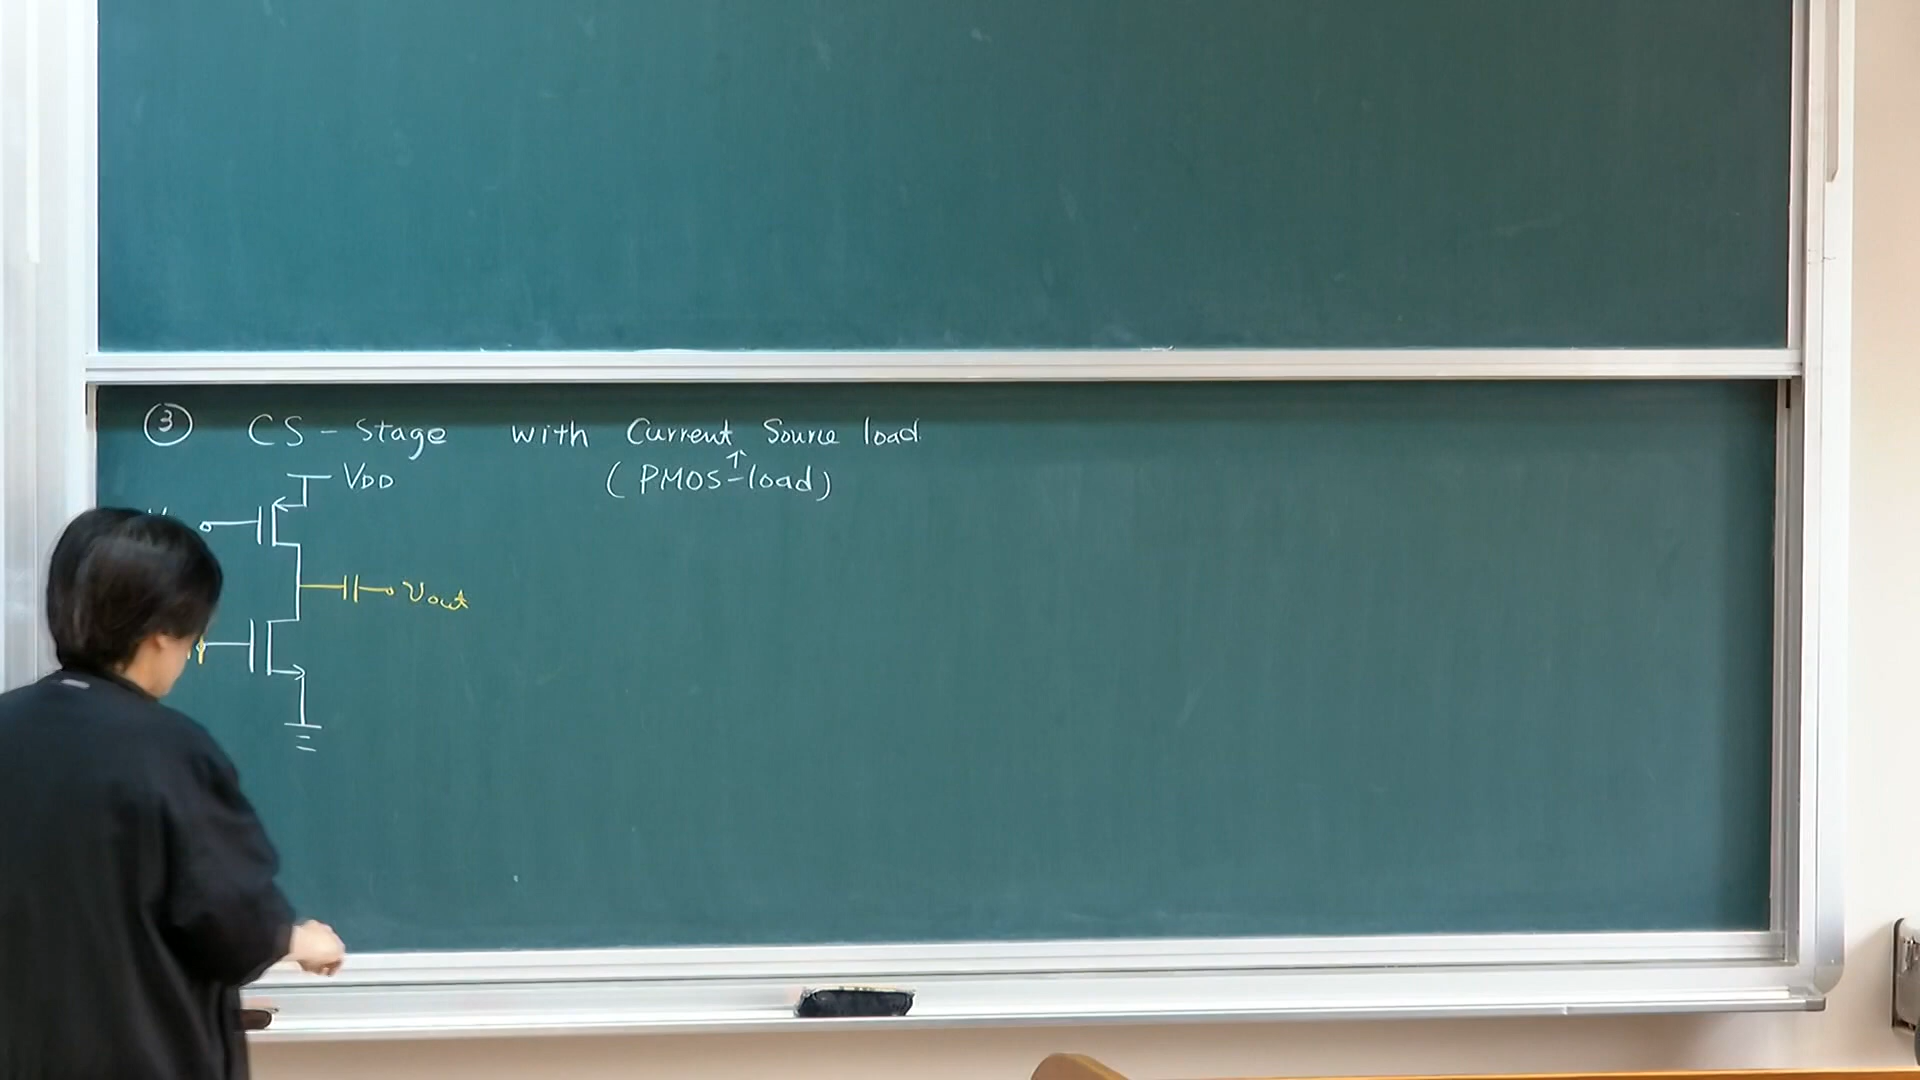 ③ CS - Stage with Current Source load
(PMOS-load)
VDD
Vout